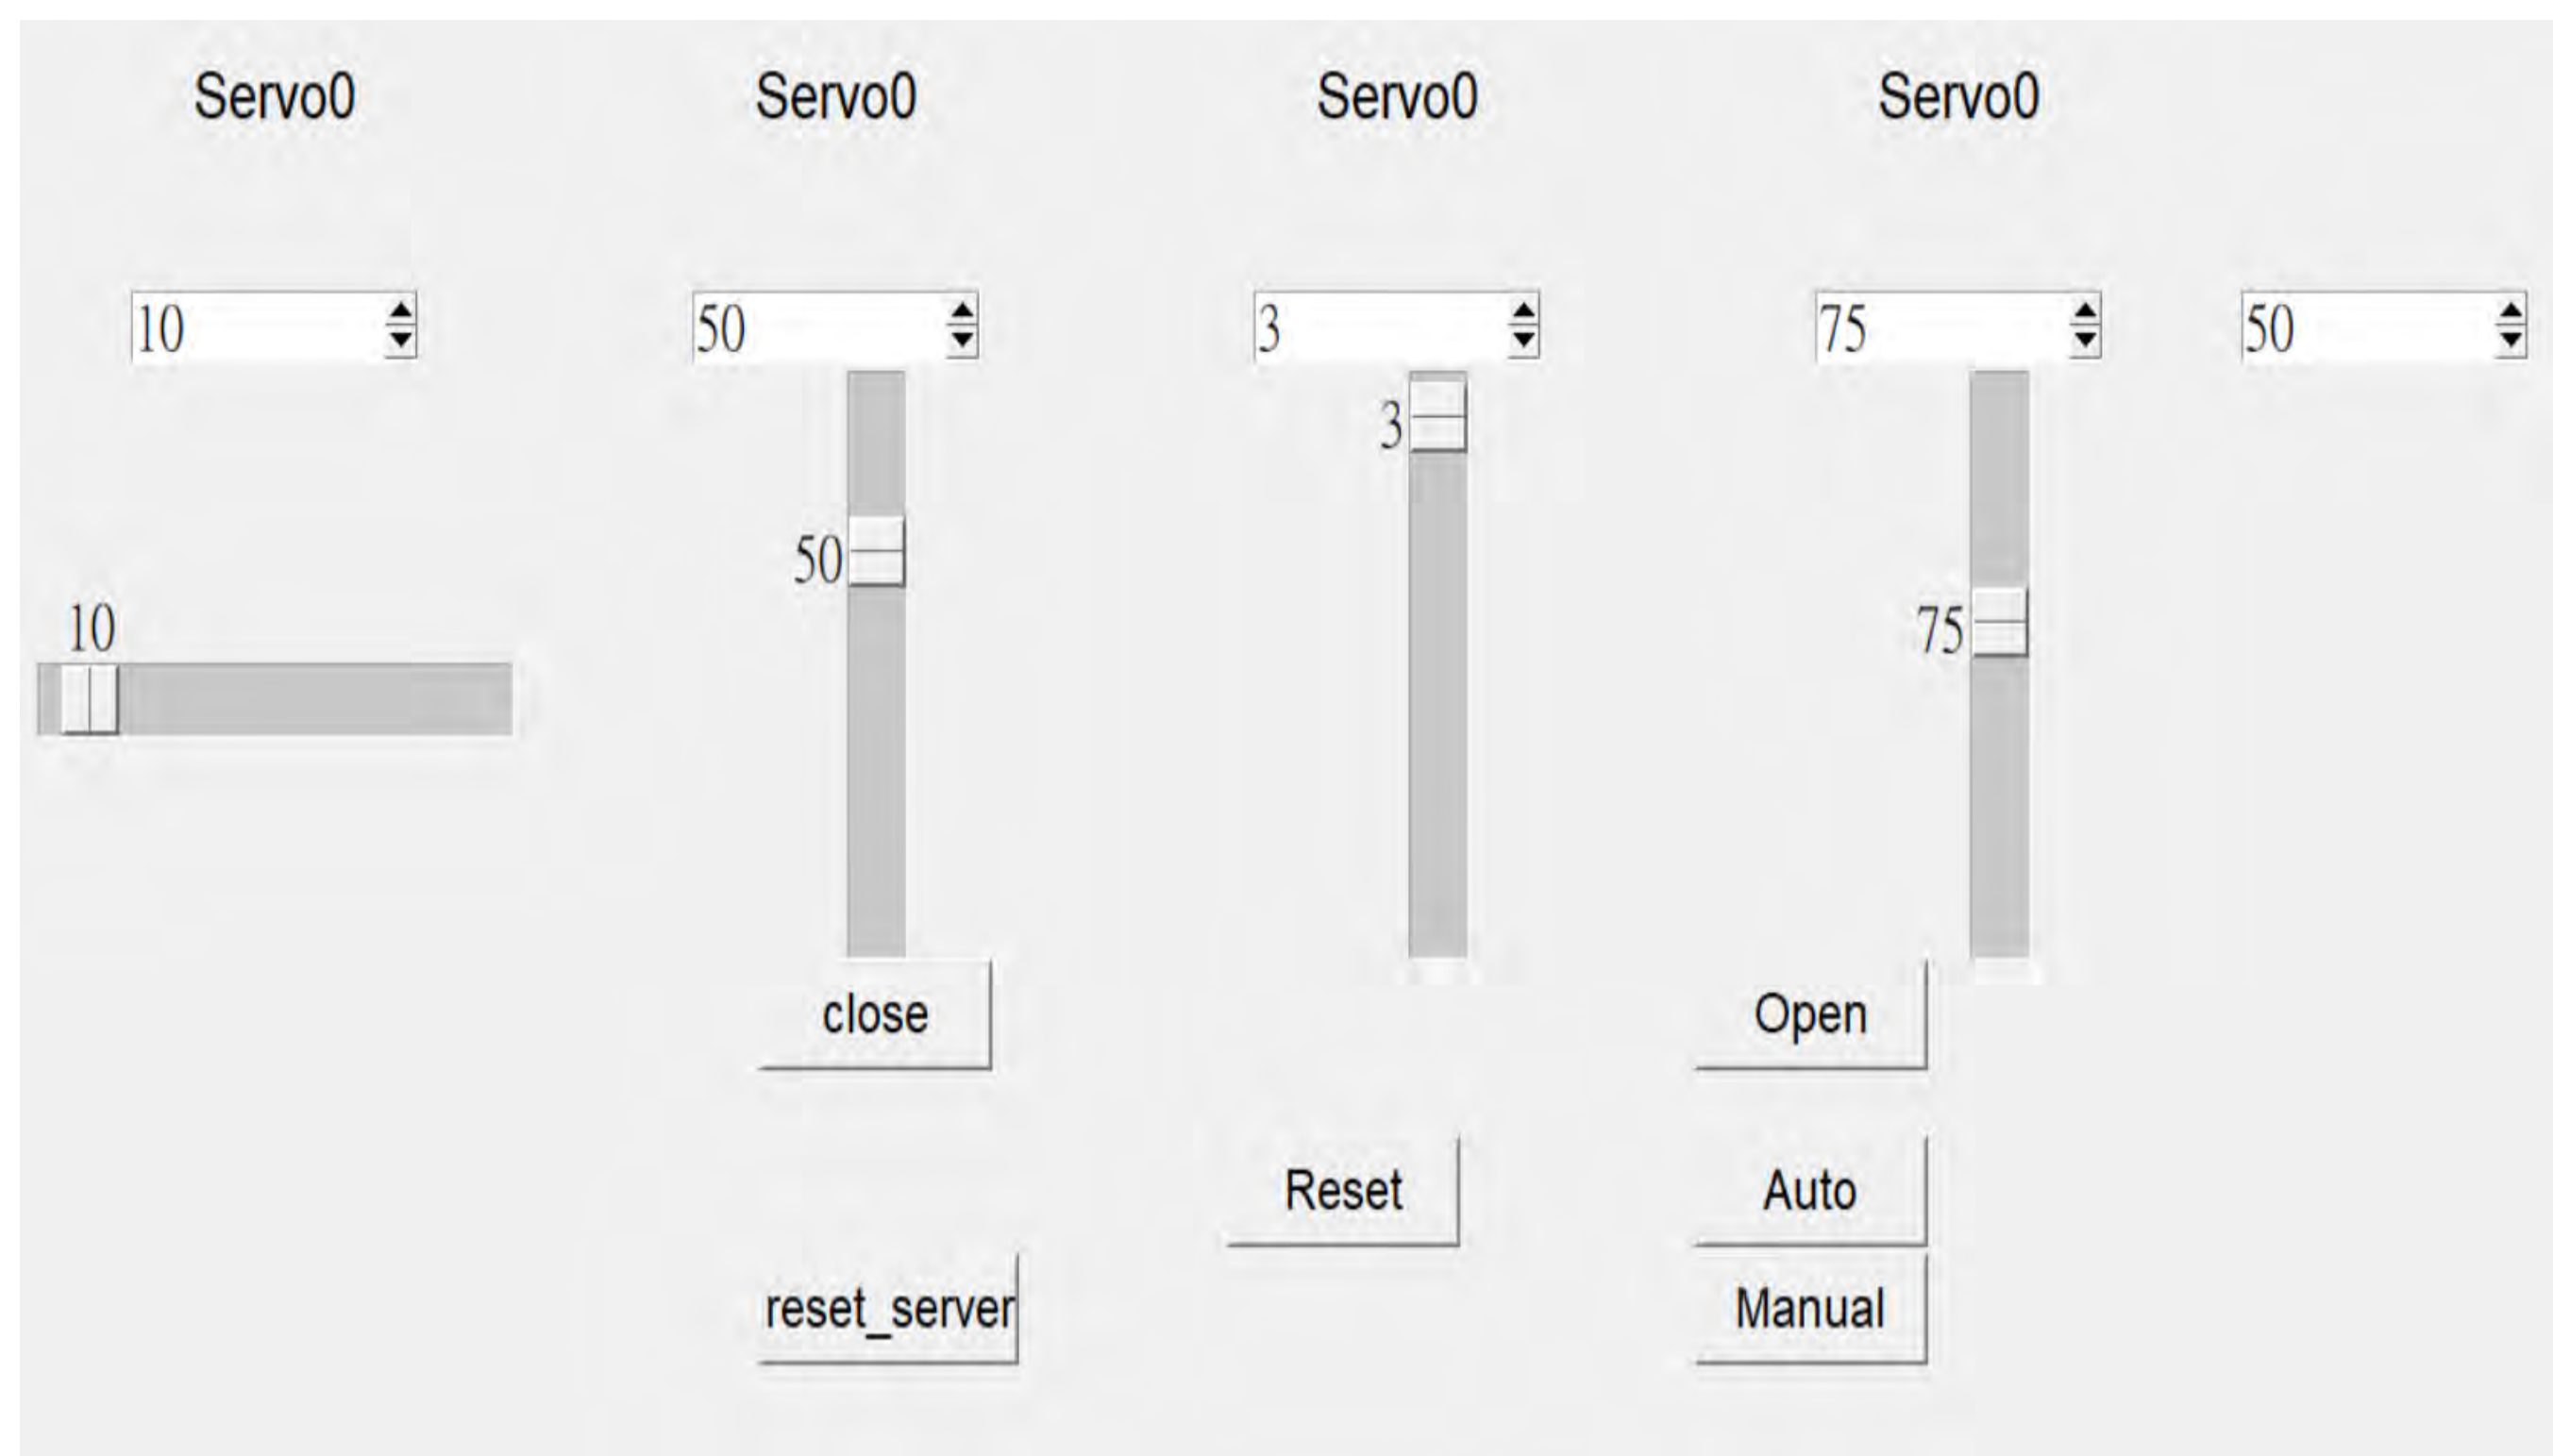 Servo0 Servo0 Servo0 Servo0
10 50 3 75 50
3
50
10 75
close Open
Reset Auto
reset_server Manual